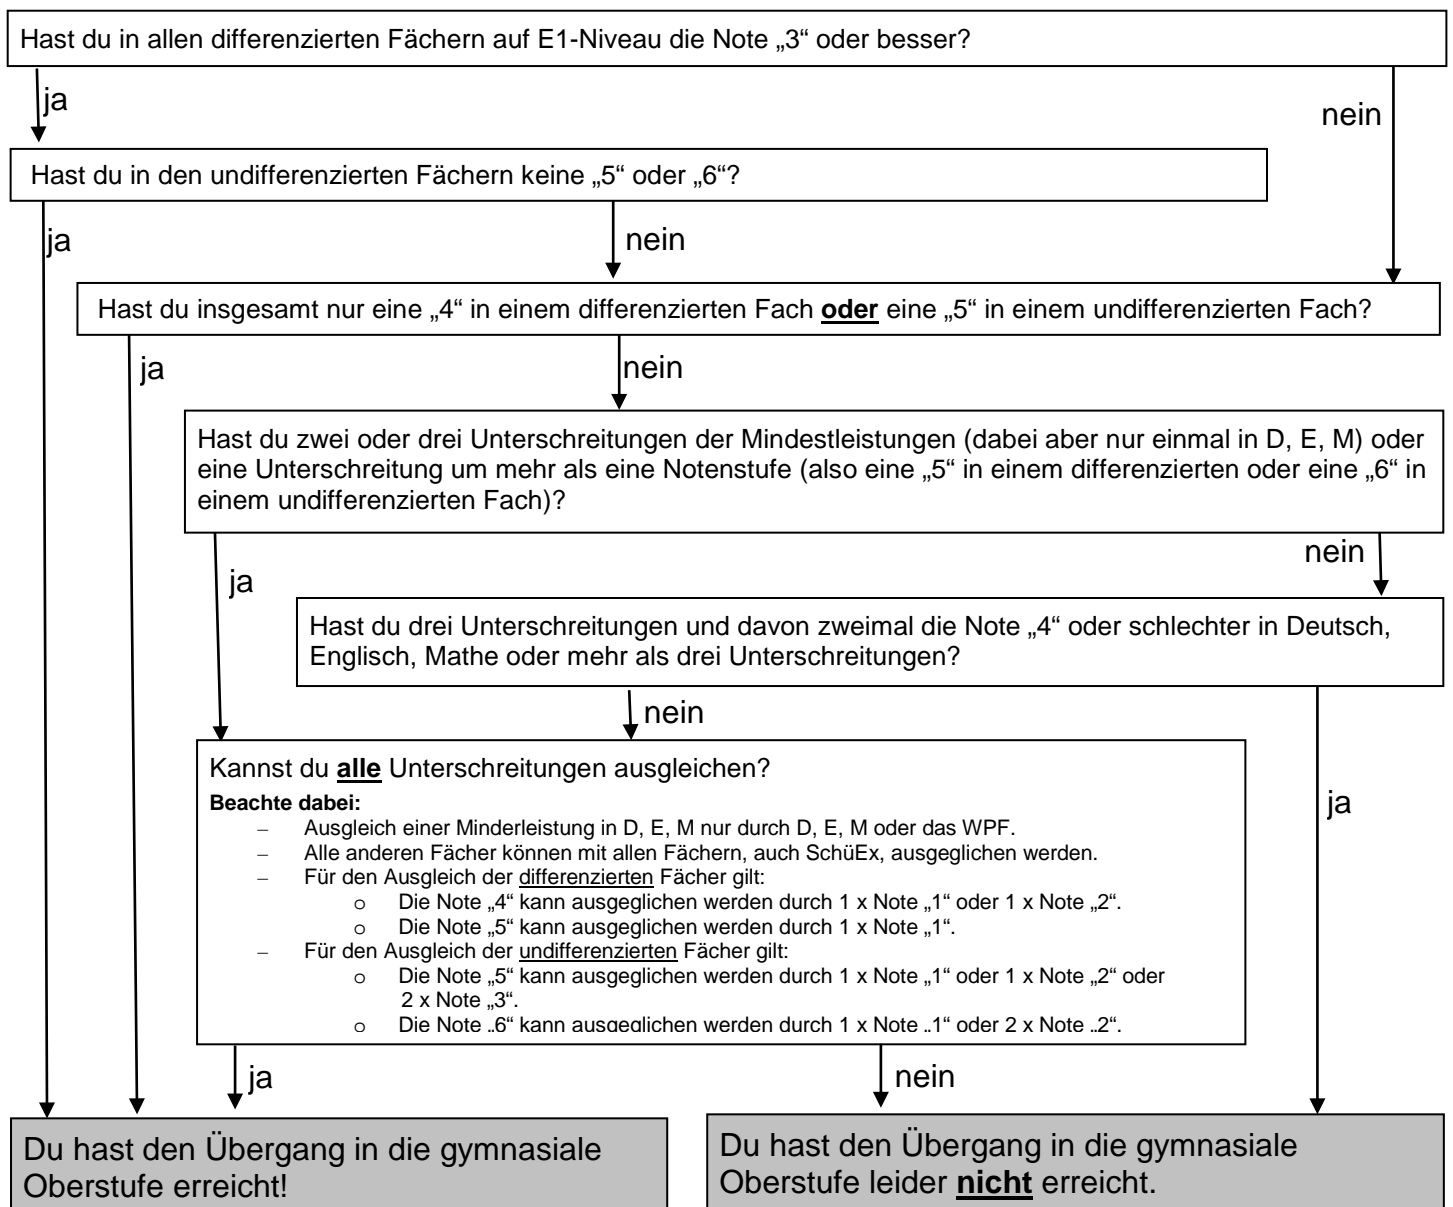 Hast du in allen differenzierten Fächern auf E1-Niveau die Note „3“ oder besser?
ja
nein
Hast du in den undifferenzierten Fächern keine „5“ oder „6“?
ja
nein
Hast du insgesamt nur eine „4“ in einem differenzierten Fach oder eine „5“ in einem undifferenzierten Fach?
ja
nein
Hast du zwei oder drei Unterschreitungen der Mindestleistungen (dabei aber nur einmal in D, E, M) oder
eine Unterschreitung um mehr als eine Notenstufe (also eine „5“ in einem differenzierten oder eine „6“ in
einem undifferenzierten Fach)?
nein
ja
Hast du drei Unterschreitungen und davon zweimal die Note „4“ oder schlechter in Deutsch,
Englisch, Mathe oder mehr als drei Unterschreitungen?
nein
Kannst du alle Unterschreitungen ausgleichen?
Beachte dabei:
– Ausgleich einer Minderleistung in D, E, M nur durch D, E, M oder das WPF.
– Alle anderen Fächer können mit allen Fächern, auch SchüEx, ausgeglichen werden.
– Für den Ausgleich der differenzierten Fächer gilt:
o Die Note „4“ kann ausgeglichen werden durch 1 x Note „1“ oder 1 x Note „2“.
o Die Note „5“ kann ausgeglichen werden durch 1 x Note „1“.
– Für den Ausgleich der undifferenzierten Fächer gilt:
o Die Note „5“ kann ausgeglichen werden durch 1 x Note „1“ oder 1 x Note „2“ oder
2 x Note „3“.
o Die Note „6“ kann ausgeglichen werden durch 1 x Note „1“ oder 2 x Note „2“.
ja
ja
nein
Du hast den Übergang in die gymnasiale
Oberstufe erreicht!
Du hast den Übergang in die gymnasiale
Oberstufe leider nicht erreicht.